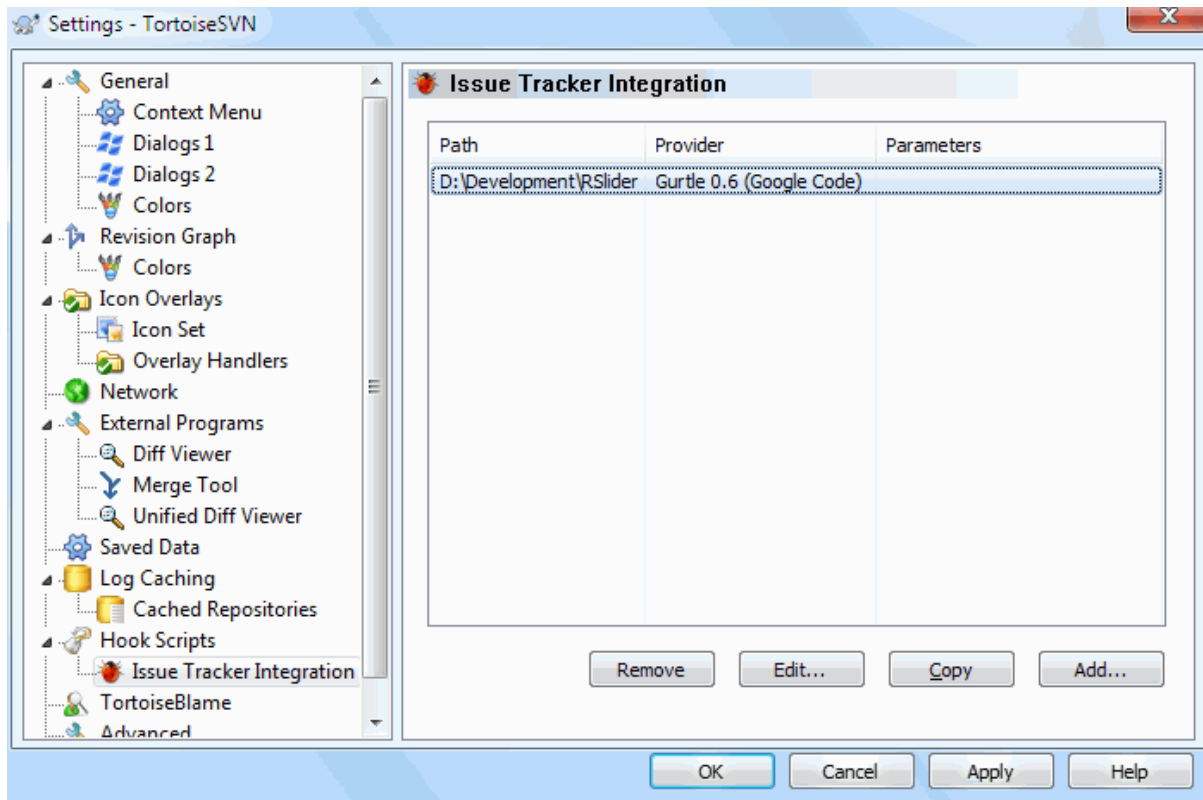 Settings - TortoiseSVN
General
Context Menu
Dialogs 1
Dialogs 2
Colors
Revision Graph
Colors
Icon Overlays
Icon Set
Overlay Handlers
Network
External Programs
Diff Viewer
Merge Tool
Unified Diff Viewer
Saved Data
Log Caching
Cached Repositories
Hook Scripts
Issue Tracker Integration
TortoiseBlame
Advanced
Issue Tracker Integration
Path Provider Parameters
D:\Development\RSlider Gurtle 0.6 (Google Code)
Remove Edit... Copy Add...
OK Cancel Apply Help